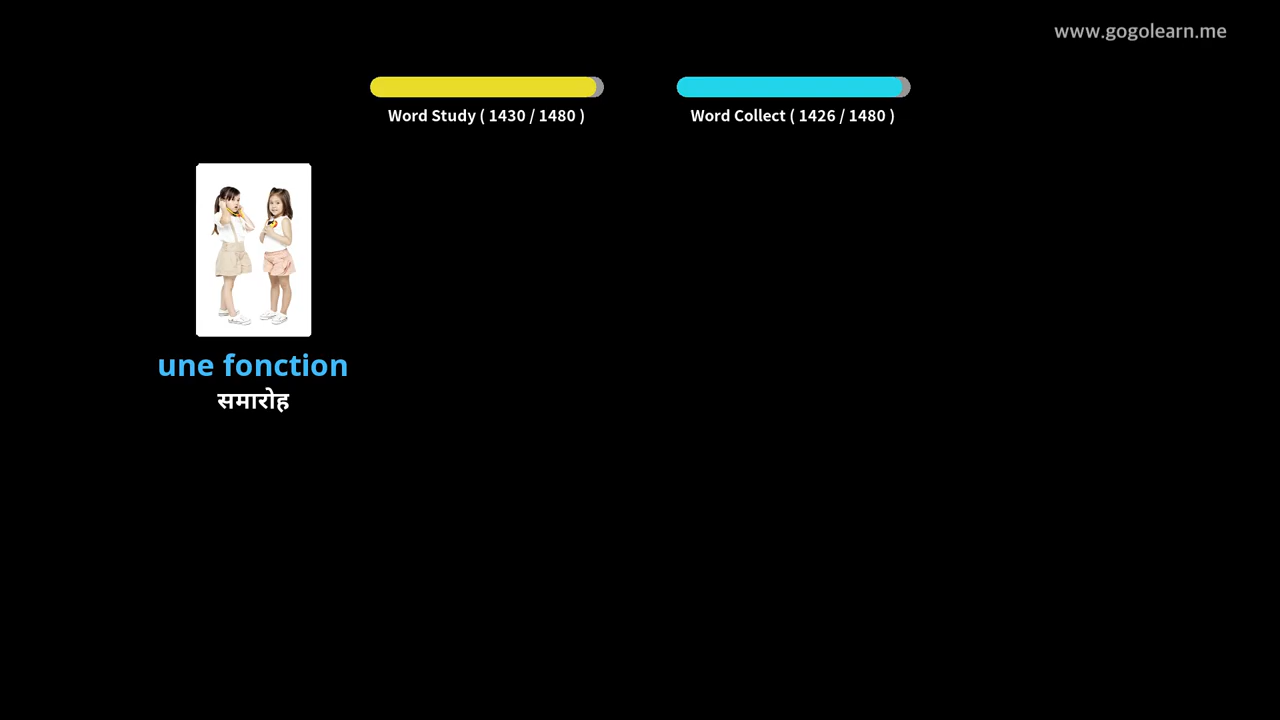 www.gogolearn.me
Word Study ( 1430 / 1480 )
Word Collect ( 1426 / 1480 )
une fonction
समारोह